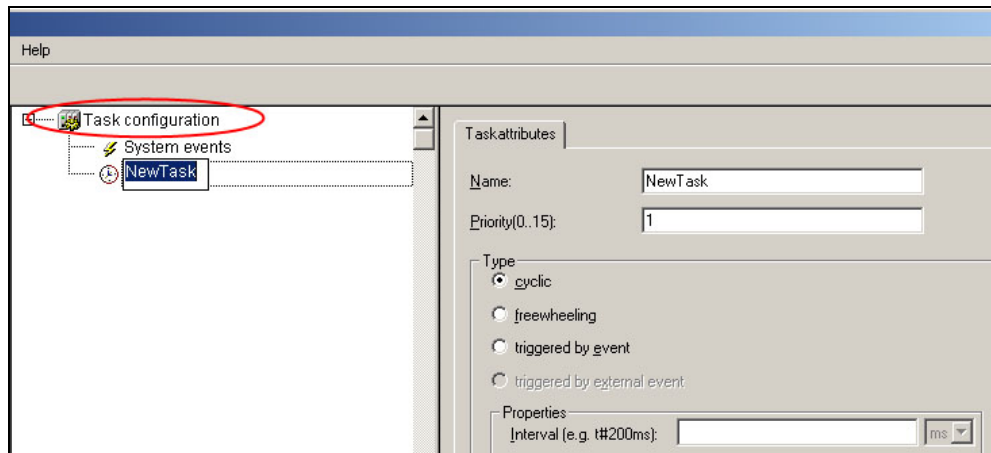 Help
Task configuration
System events
NewTask
Taskattributes
Name:
NewTask
Priority(0..15):
1
Type
cyclic
freewheeling
triggered by event
triggered by external event
Properties
Interval (e.g. t#200ms):
ms